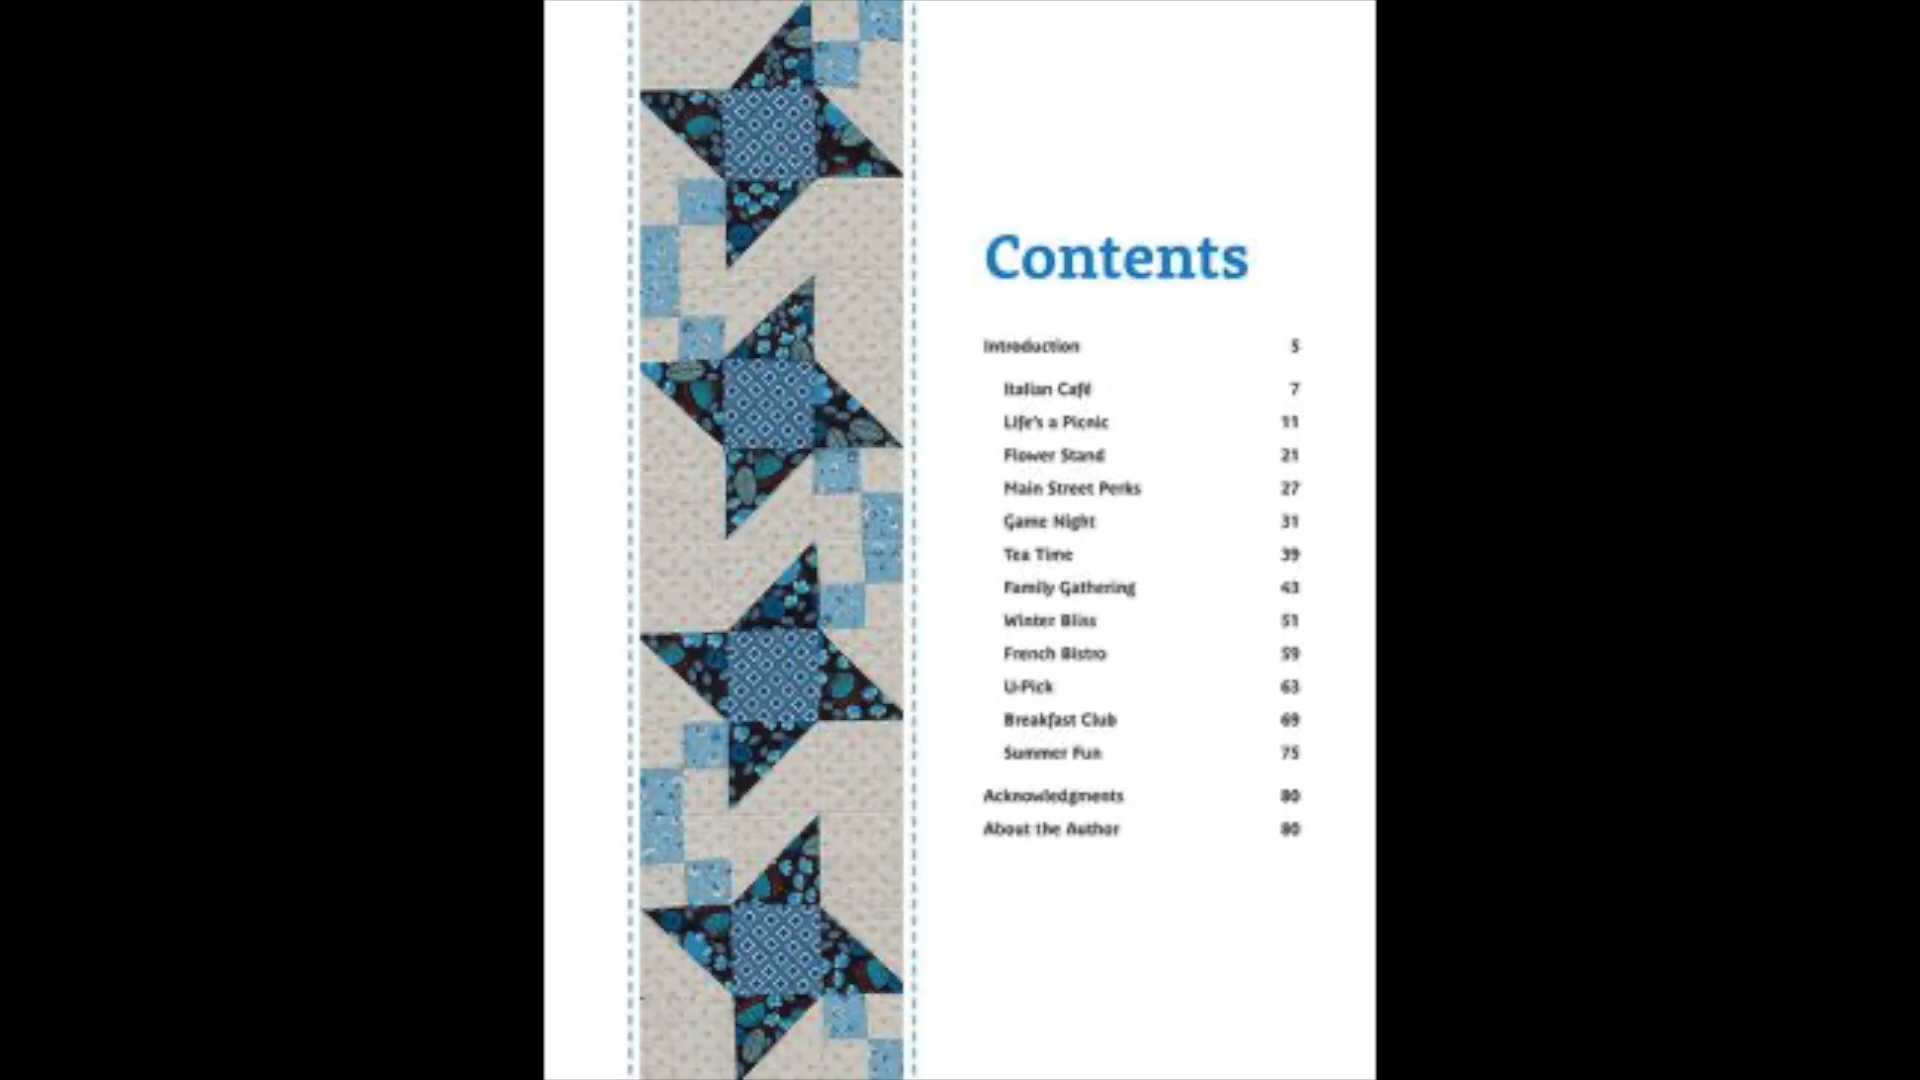 Contents
Introduction 5
Italian Café 7
Life's a Picnic 11
Flower Stand 21
Main Street Perks 27
Game Night 31
Tea Time 39
Family Gathering 43
Winter Bliss 51
French Bistro 59
U-Pick 63
Breakfast Club 69
Summer Fun 75
Acknowledgments 80
About the Author 80